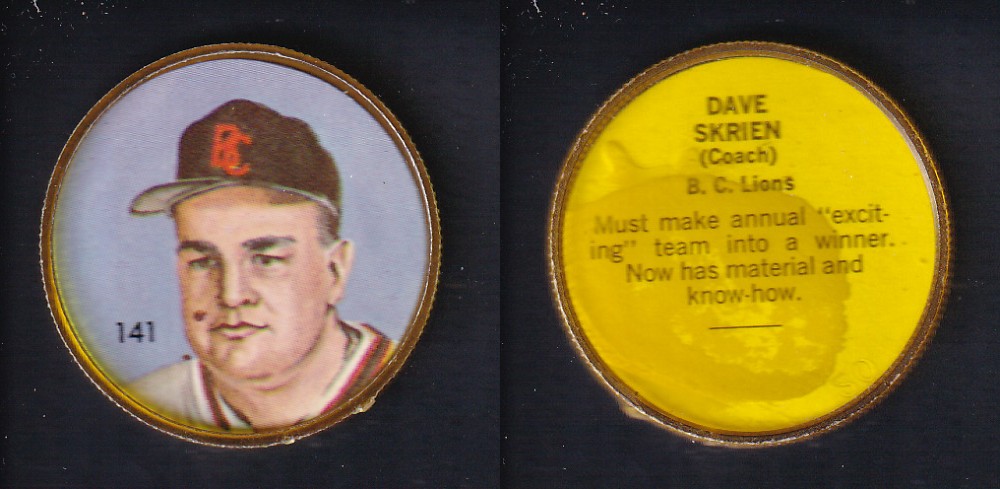 BC
141
DAVE
SKRIEN
(Coach)
B. C. Lions
Must make annual "excit-
ing" team into a winner.
Now has material and
know-how.